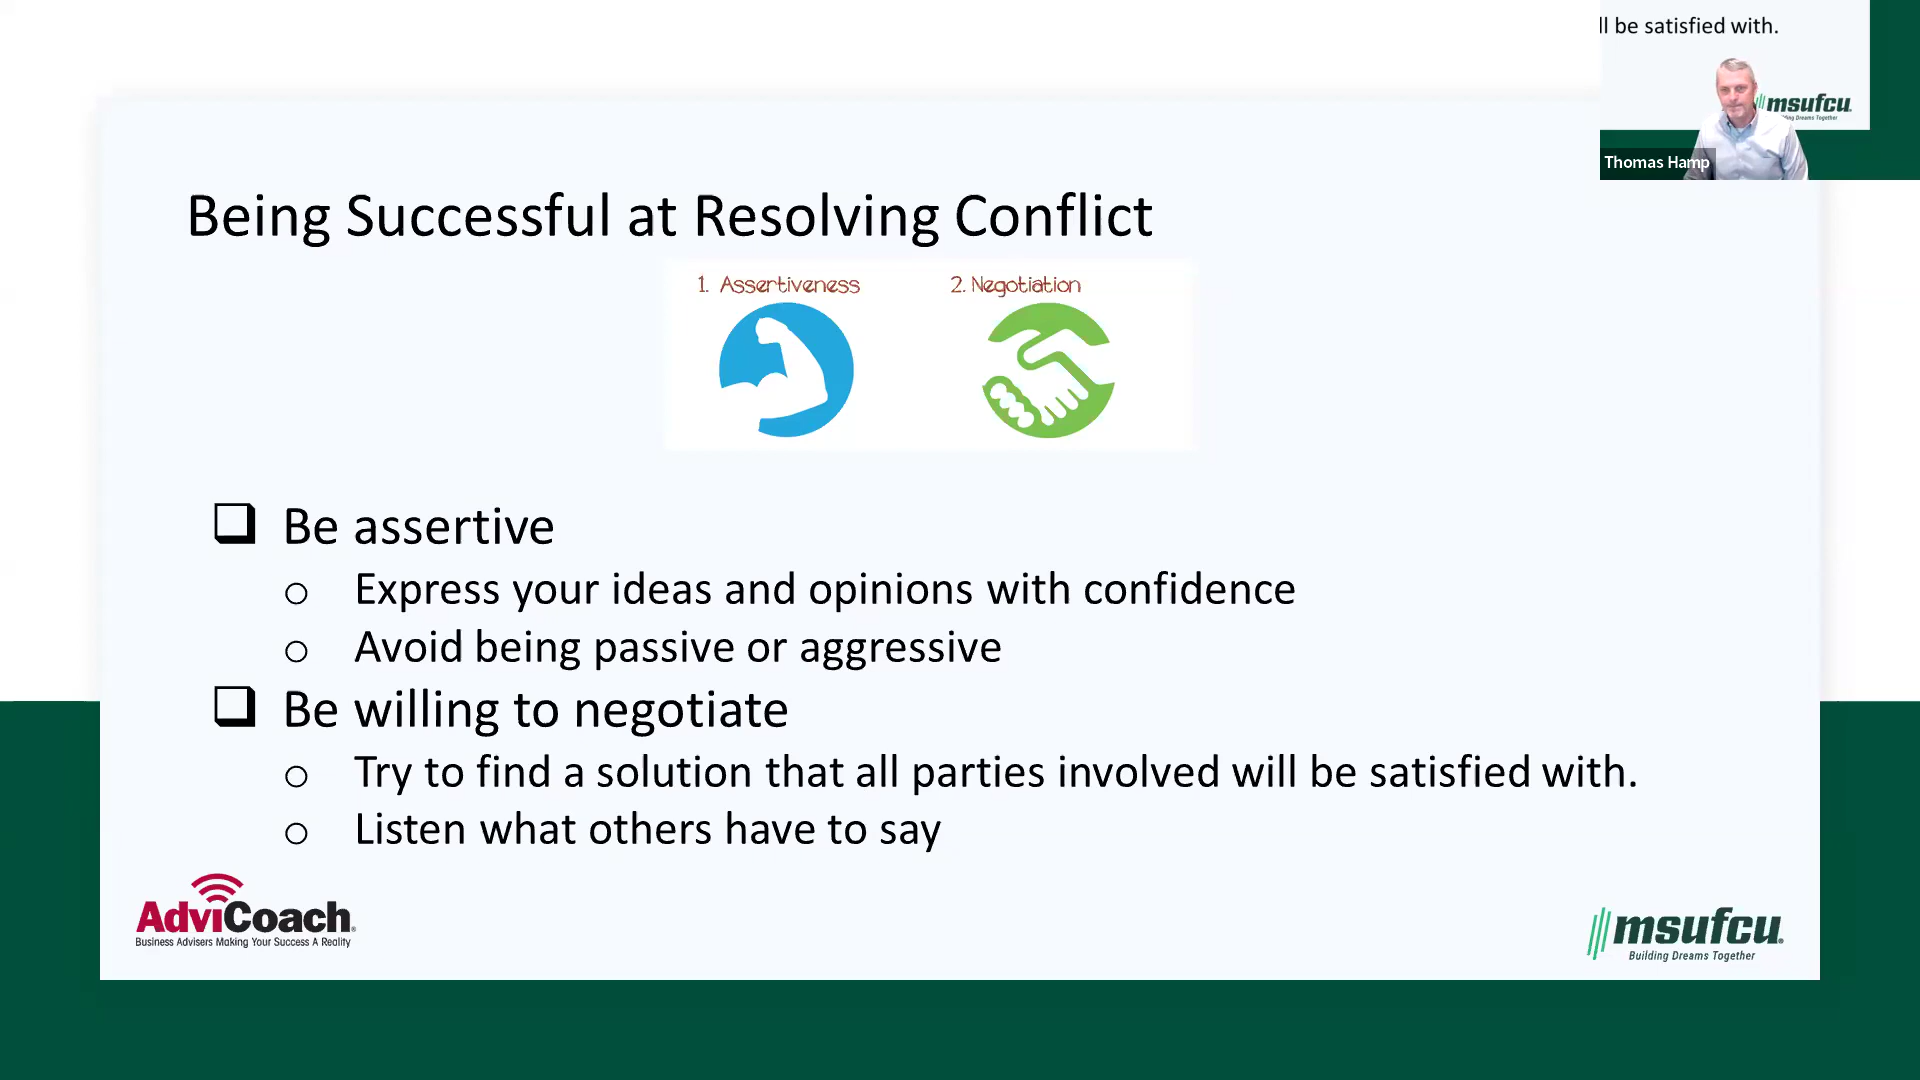 ll be satisfied with.
msufcu
ding Dreams Together
Thomas Hamp
Being Successful at Resolving Conflict
1. Assertiveness
2. Negotiation
Be assertive
Express your ideas and opinions with confidence
Avoid being passive or aggressive
Be willing to negotiate
Try to find a solution that all parties involved will be satisfied with.
Listen what others have to say
AdviCoach®
Business Advisers Making Your Success A Reality
msufcu®
Building Dreams Together